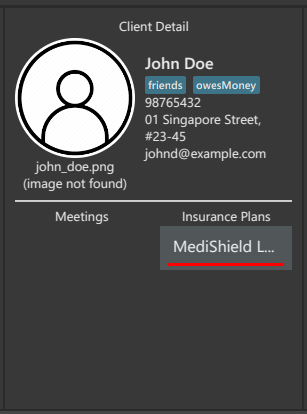 Client Detail
John Doe
friends owesMoney
98765432
01 Singapore Street,
#23-45
johnd@example.com
john_doe.png
(image not found)
Meetings
Insurance Plans
MediShield L...